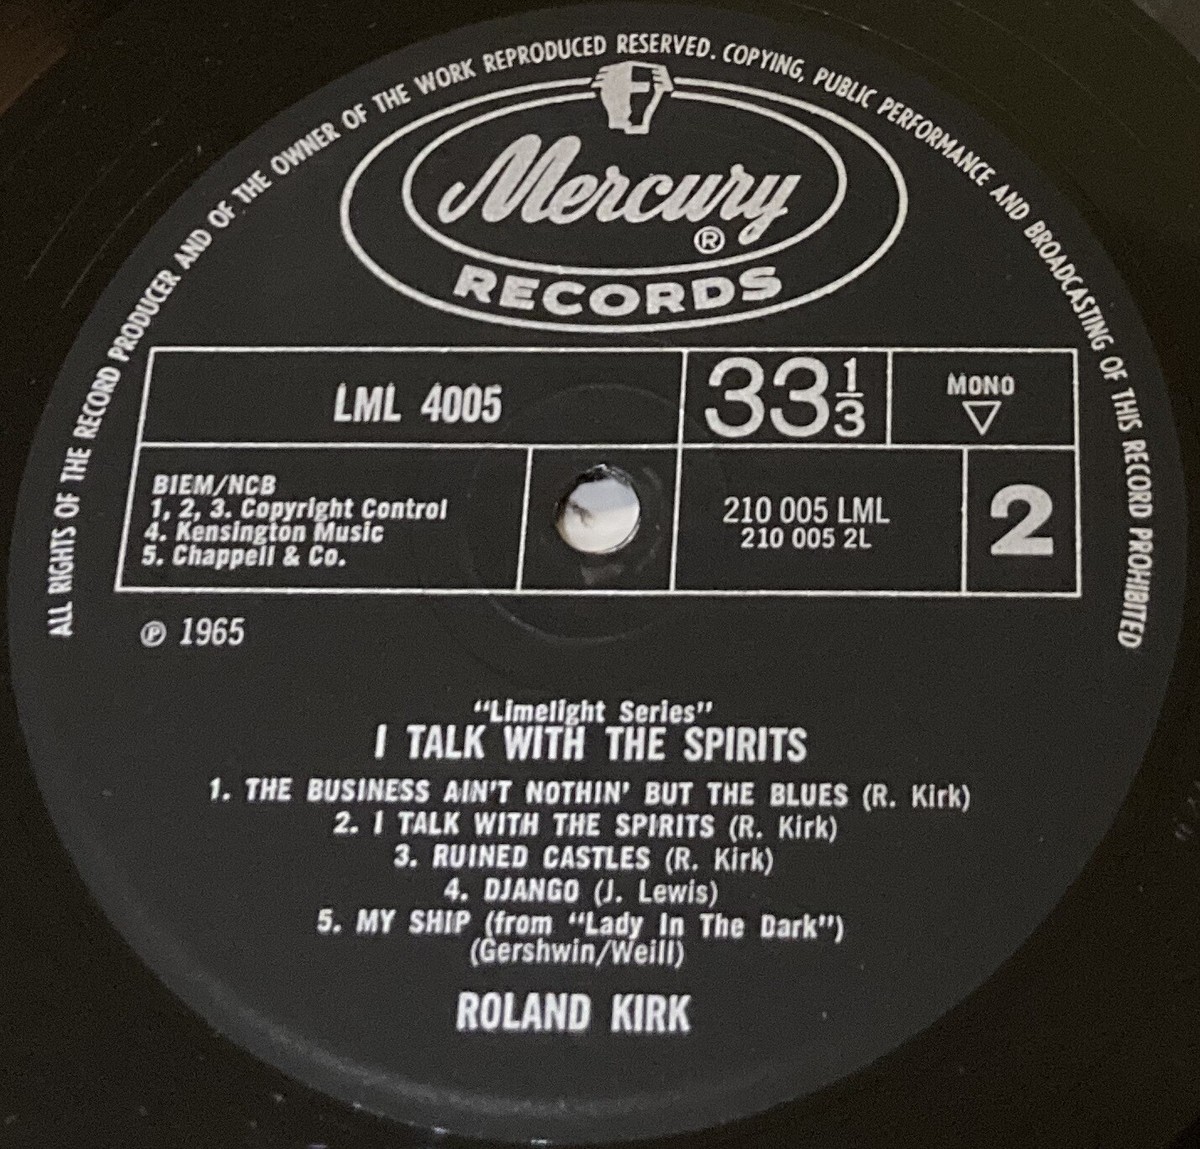 ALL RIGHTS OF THE RECORD PRODUCER AND OF THE OWNER OF THE WORK REPRODUCED RESERVED. COPYING, PUBLIC PERFORMANCE AND BROADCASTING OF THIS RECORD PROHIBITED
Mercury
®
RECORDS
LML 4005
33 1/3
MONO
BIEM/NCB
1, 2, 3. Copyright Control
4. Kensington Music
5. Chappell & Co.
210 005 LML
210 005 2L
2
℗ 1965
"Limelight Series"
I TALK WITH THE SPIRITS
1. THE BUSINESS AIN'T NOTHIN' BUT THE BLUES (R. Kirk)
2. I TALK WITH THE SPIRITS (R. Kirk)
3. RUINED CASTLES (R. Kirk)
4. DJANGO (J. Lewis)
5. MY SHIP (from "Lady In The Dark")
(Gershwin/Weill)
ROLAND KIRK